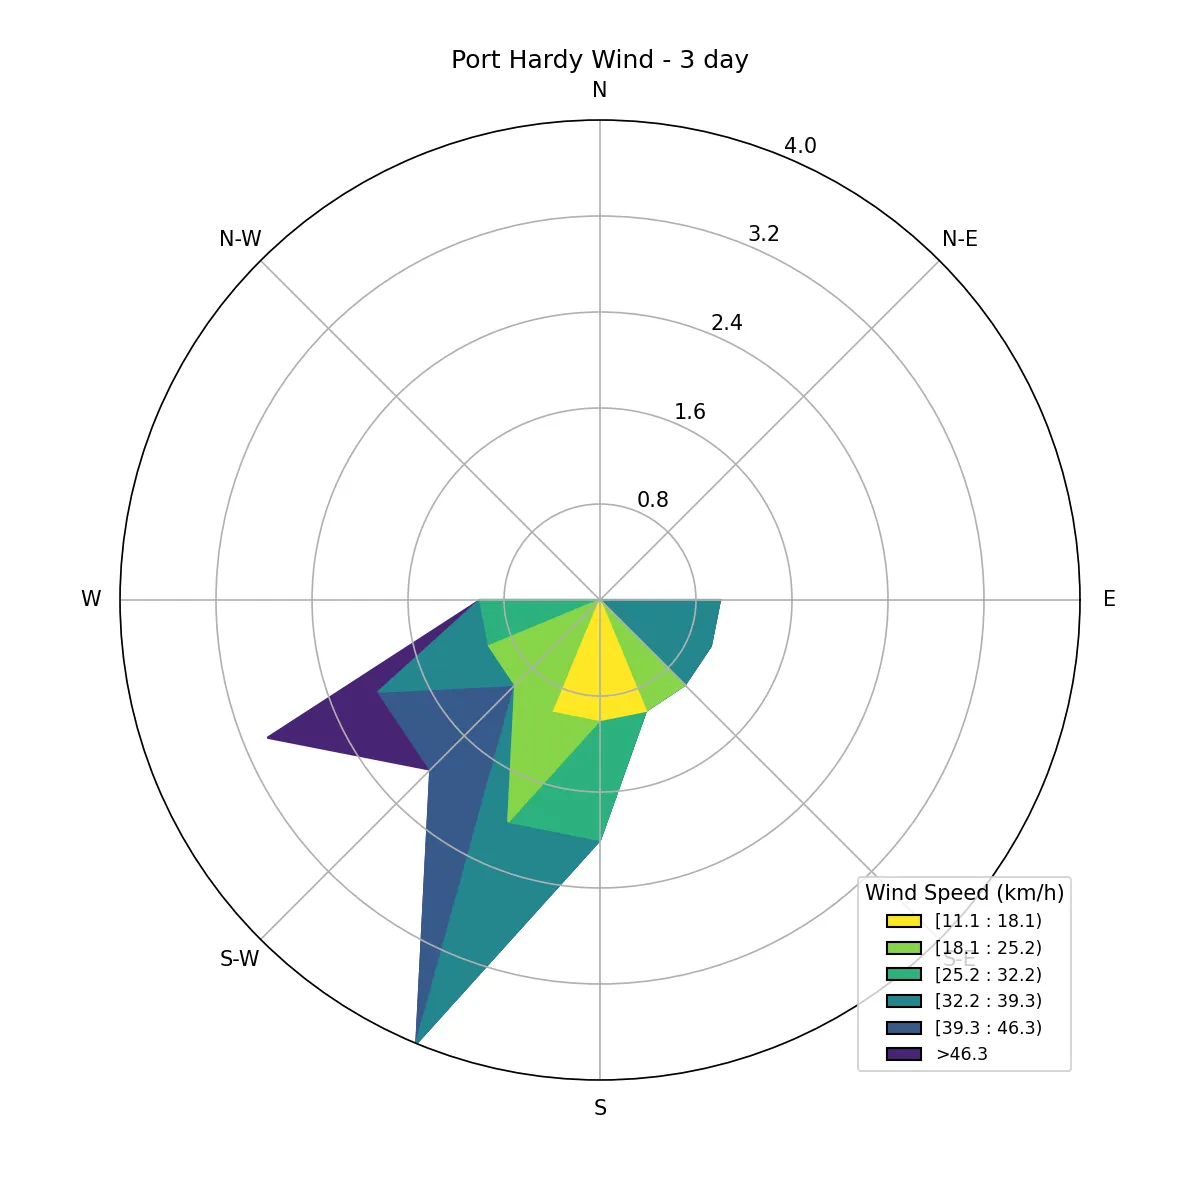 Port Hardy Wind - 3 day
N
4.0
N-W
3.2
N-E
2.4
1.6
0.8
W
E
Wind Speed (km/h)
[11.1 : 18.1)
[18.1 : 25.2)
S-W
S-E
[25.2 : 32.2)
[32.2 : 39.3)
[39.3 : 46.3)
>46.3
S